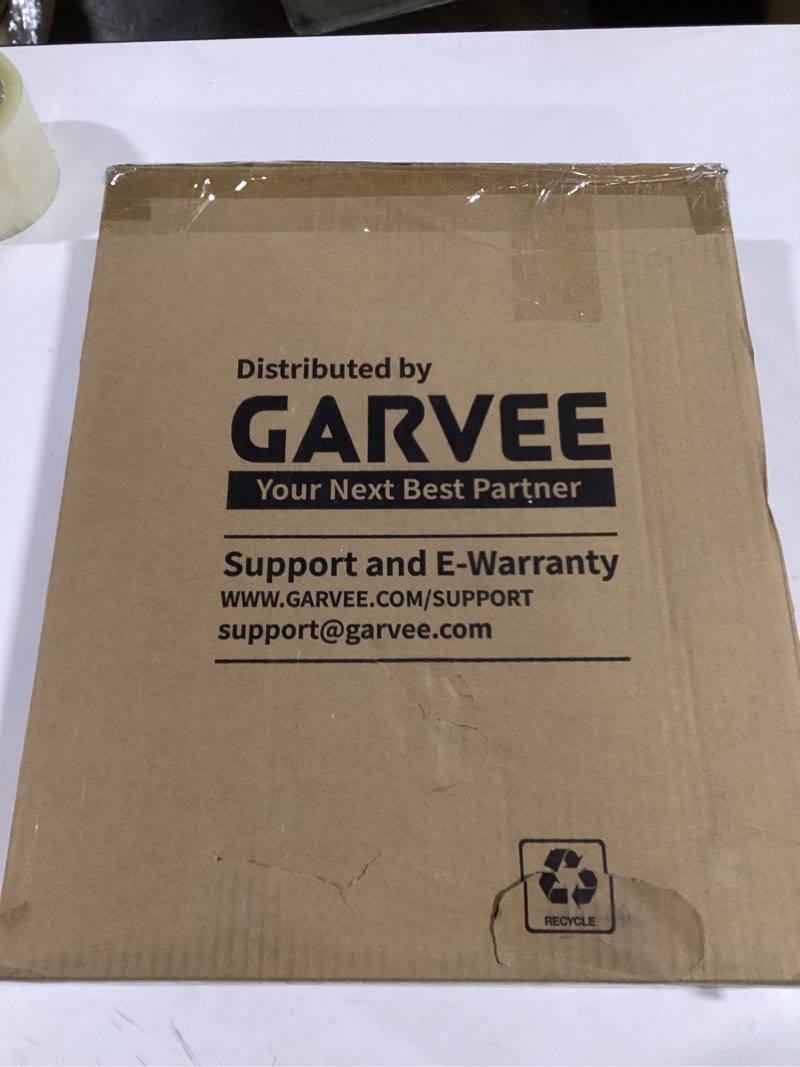 Distributed by
GARVEE
Your Next Best Partner
Support and E-Warranty
WWW.GARVEE.COM/SUPPORT
support@garvee.com
RECYCLE